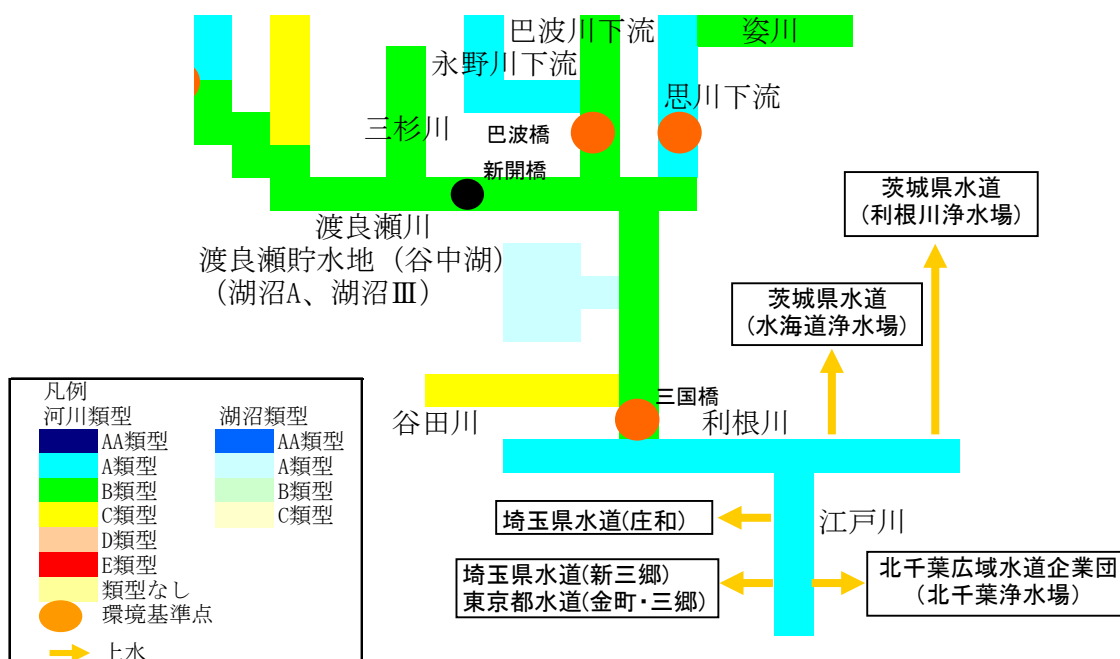 巴波川下流
姿川
永野川下流
思川下流
三杉川
巴波橋
新開橋
茨城県水道
(利根川浄水場)
渡良瀬川
渡良瀬貯水地（谷中湖）
（湖沼A、湖沼Ⅲ）
茨城県水道
(水海道浄水場)
三国橋
谷田川
利根川
凡例
河川類型
湖沼類型
AA類型
AA類型
A類型
A類型
B類型
B類型
C類型
C類型
D類型
E類型
類型なし
環境基準点
上水
埼玉県水道(庄和)
江戸川
埼玉県水道(新三郷)
東京都水道(金町・三郷)
北千葉広域水道企業団
（北千葉浄水場）